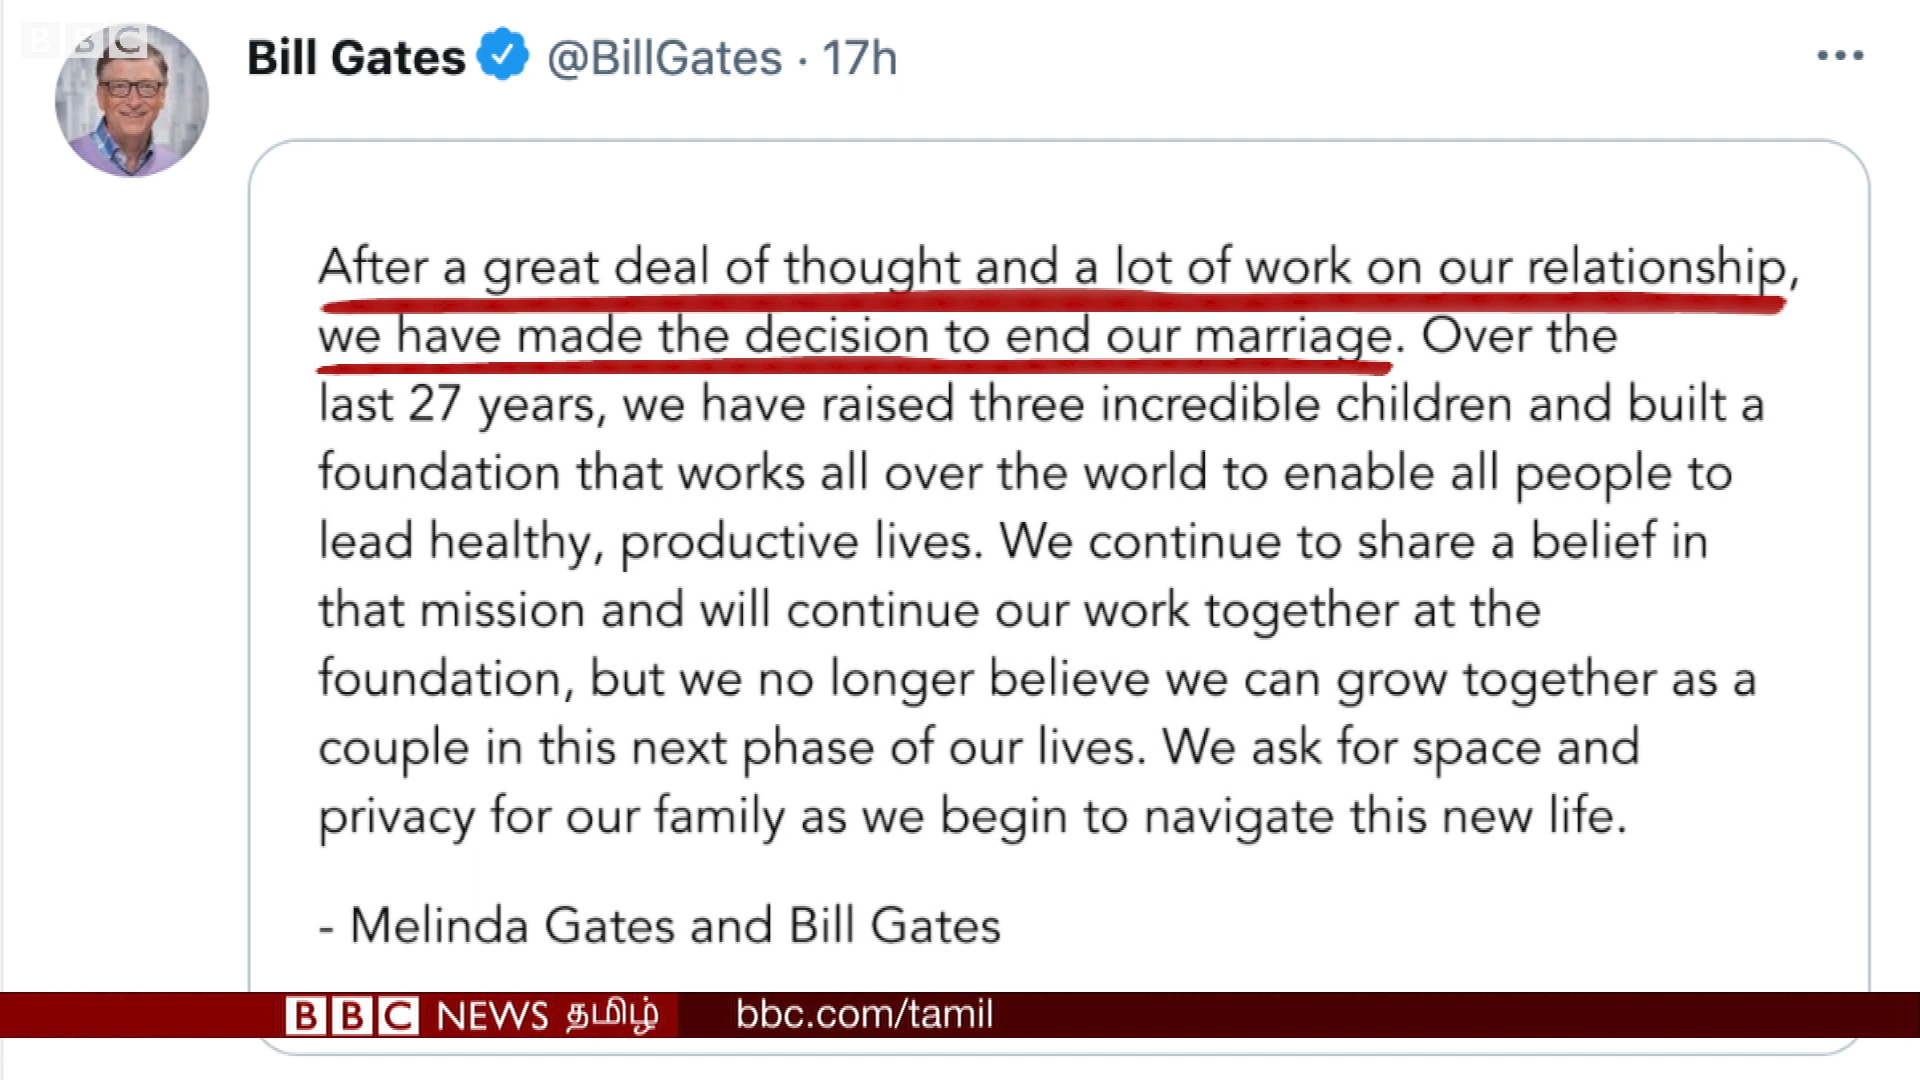 BBC
Bill Gates @BillGates · 17h
After a great deal of thought and a lot of work on our relationship,
we have made the decision to end our marriage. Over the
last 27 years, we have raised three incredible children and built a
foundation that works all over the world to enable all people to
lead healthy, productive lives. We continue to share a belief in
that mission and will continue our work together at the
foundation, but we no longer believe we can grow together as a
couple in this next phase of our lives. We ask for space and
privacy for our family as we begin to navigate this new life.
- Melinda Gates and Bill Gates
BBC NEWS தமிழ் bbc.com/tamil